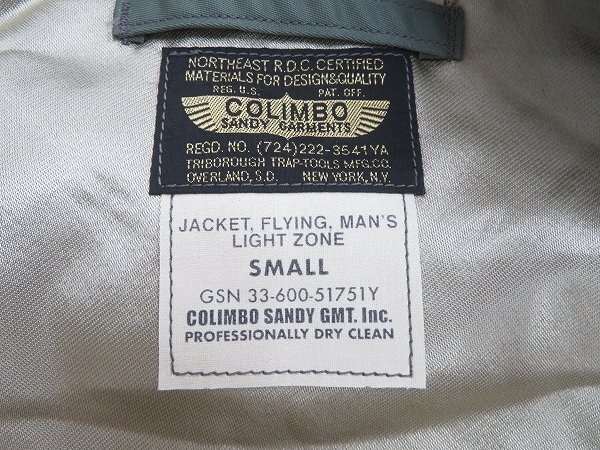 NORTHEAST R.D.C. CERTIFIED
MATERIALS FOR DESIGN&QUALITY
REG. U.S. PAT. OFF.
COLIMBO
SANDY GARMENTS
REGD. NO. (724)222-3541YA
TRIBOROUGH TRAP-TOOLS MFG.CO.
OVERLAND, S.D. NEW YORK, N.Y.
JACKET, FLYING, MAN'S
LIGHT ZONE
SMALL
GSN 33-600-51751Y
COLIMBO SANDY GMT. Inc.
PROFESSIONALLY DRY CLEAN